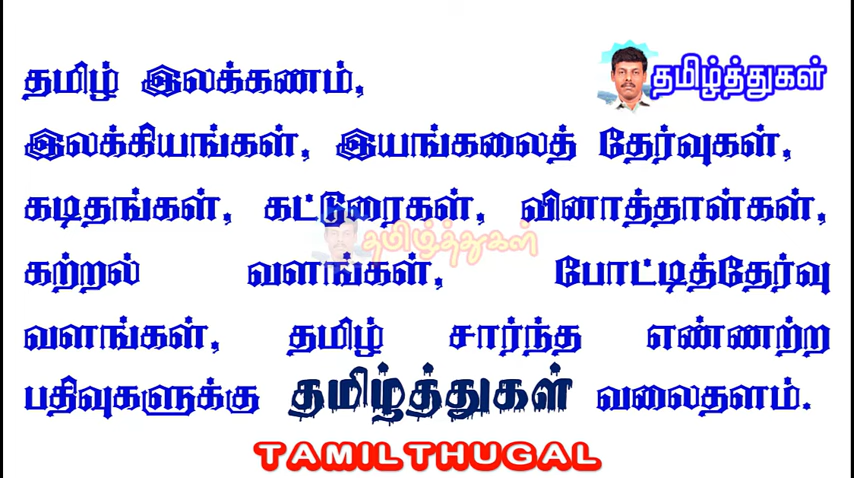 தமிழ் இலக்கணம்,
தமிழ்த்துகள்
இலக்கியங்கள், இயங்கலைத் தேர்வுகள்,
கடிதங்கள், கட்டுரைகள், வினாத்தாள்கள்,
தமிழ்த்துகள்
கற்றல் வளங்கள், போட்டித்தேர்வு
வளங்கள், தமிழ் சார்ந்த எண்ணற்ற
பதிவுகளுக்கு தமிழ்த்துகள் வலைதளம்.
TAMILTHUGAL